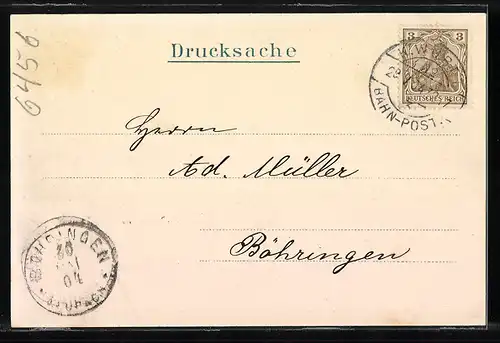 Drucksache
6456
3 3
DEUTSCHES REICH
BAHN-POST
Herrn
Ad. Müller
Böhringen
BÖHRINGEN
04